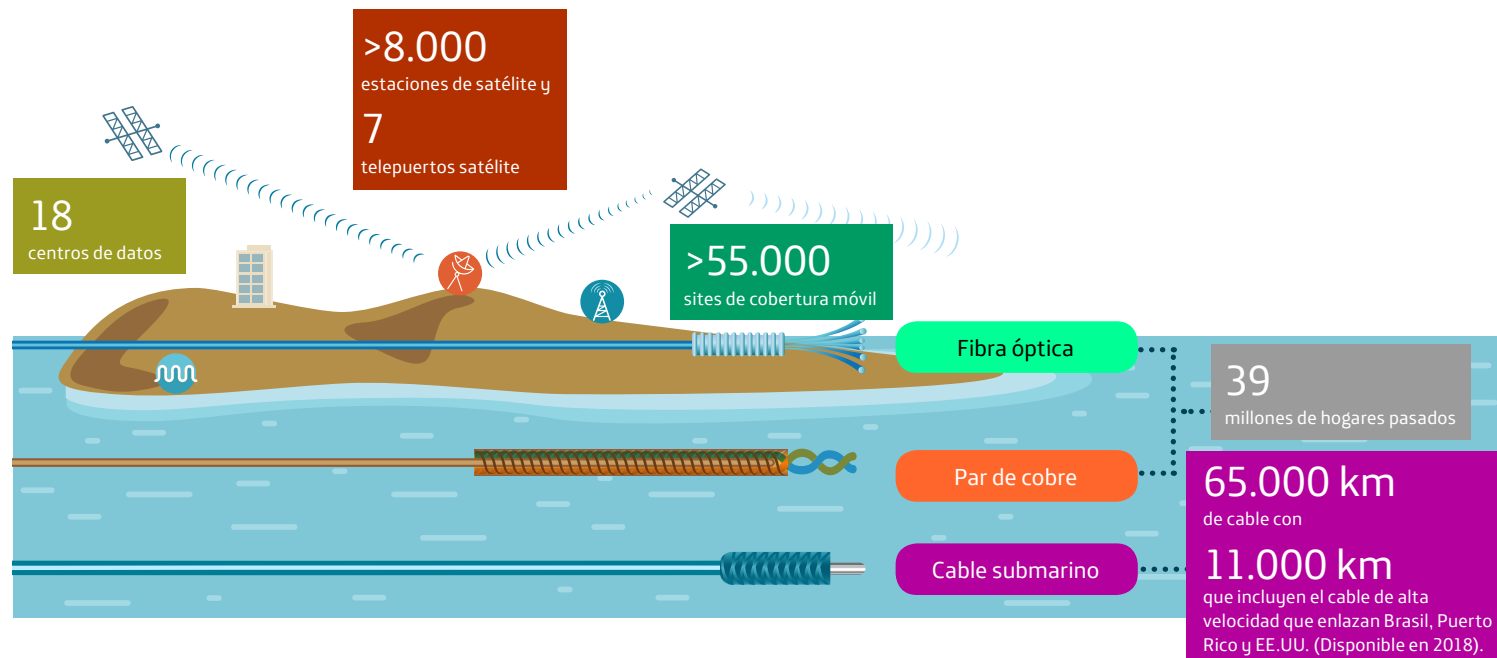 >8.000
estaciones de satélite y
7
telepuertos satélite
18
centros de datos
>55.000
sites de cobertura móvil
Fibra óptica
39
millones de hogares pasados
Par de cobre
65.000 km
de cable con
11.000 km
que incluyen el cable de alta
velocidad que enlazan Brasil, Puerto
Rico y EE.UU. (Disponible en 2018).
Cable submarino